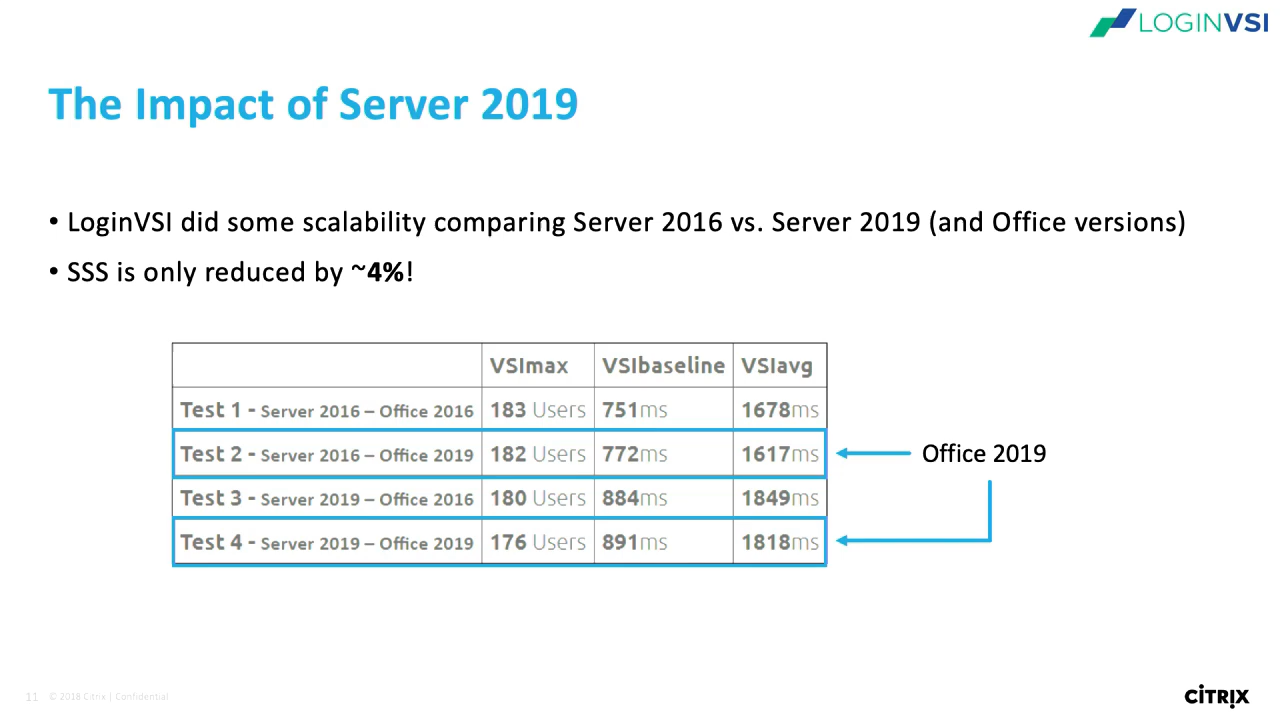 LOGINVSI
The Impact of Server 2019
• LoginVSI did some scalability comparing Server 2016 vs. Server 2019 (and Office versions)
• SSS is only reduced by ~4%!
VSImax VSIbaseline VSIavg
Test 1 - Server 2016 – Office 2016 183 Users 751ms 1678ms
Test 2 - Server 2016 – Office 2019 182 Users 772ms 1617ms
Office 2019
Test 3 - Server 2019 – Office 2016 180 Users 884ms 1849ms
Test 4 - Server 2019 – Office 2019 176 Users 891ms 1818ms
11 © 2018 Citrix | Confidential
CITRIX